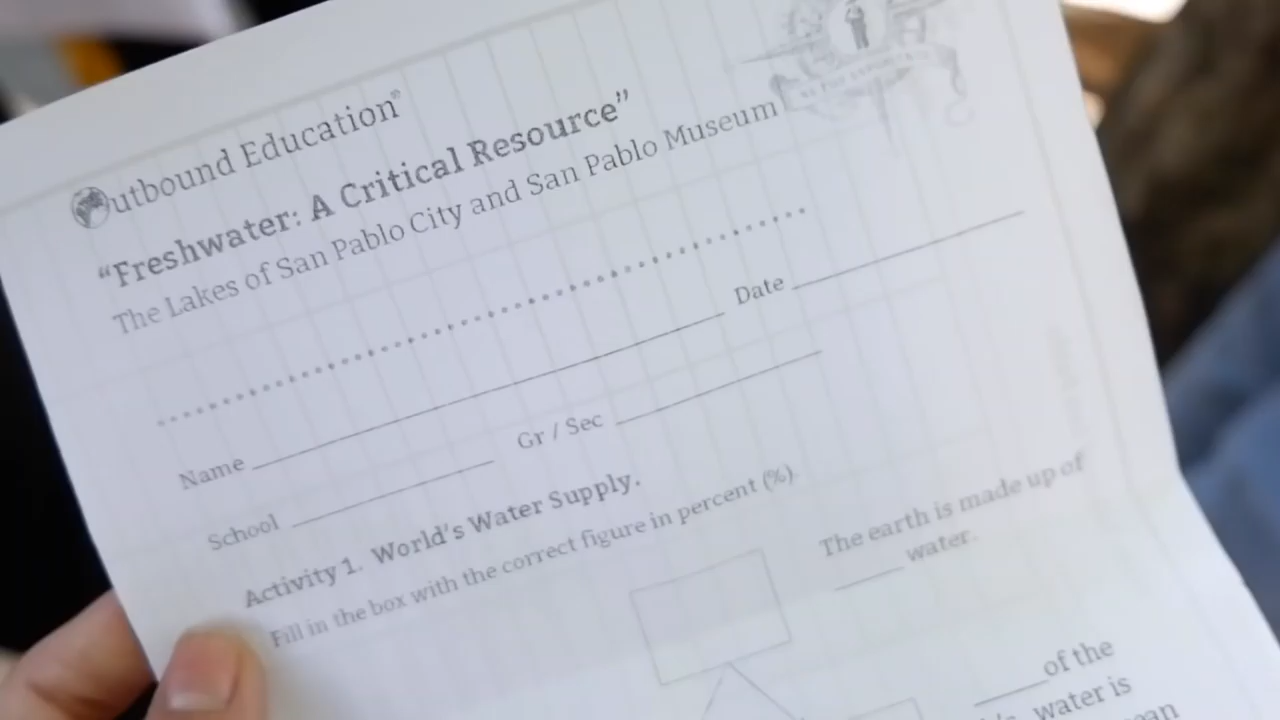 Outbound Education®
“Freshwater: A Critical Resource”
The Lakes of San Pablo City and San Pablo Museum
Name Date
School Gr / Sec
Activity 1. World's Water Supply.
Fill in the box with the correct figure in percent (%).
The earth is made up of
water.
of the
water is